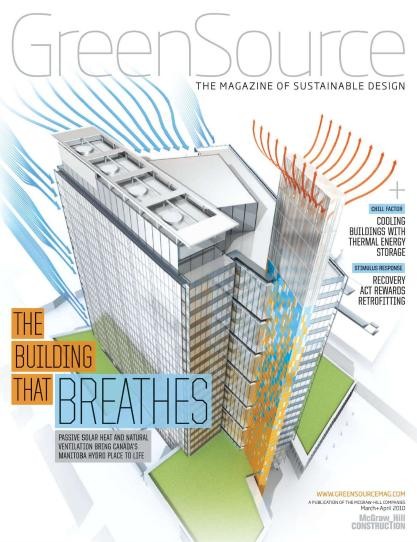 GreenSource
THE MAGAZINE OF SUSTAINABLE DESIGN
+
CHILL FACTOR
COOLING
BUILDINGS WITH
THERMAL ENERGY
STORAGE
STIMULUS RESPONSE
RECOVERY
ACT REWARDS
RETROFITTING
THE
BUILDING
THAT
BREATHES
PASSIVE SOLAR HEAT AND NATURAL
VENTILATION BRING CANADA'S
MANITOBA HYDRO PLACE TO LIFE
WWW.GREENSOURCEMAG.COM
A PUBLICATION OF THE MCGRAW-HILL COMPANIES
March+April 2010
McGraw_Hill
CONSTRUCTION